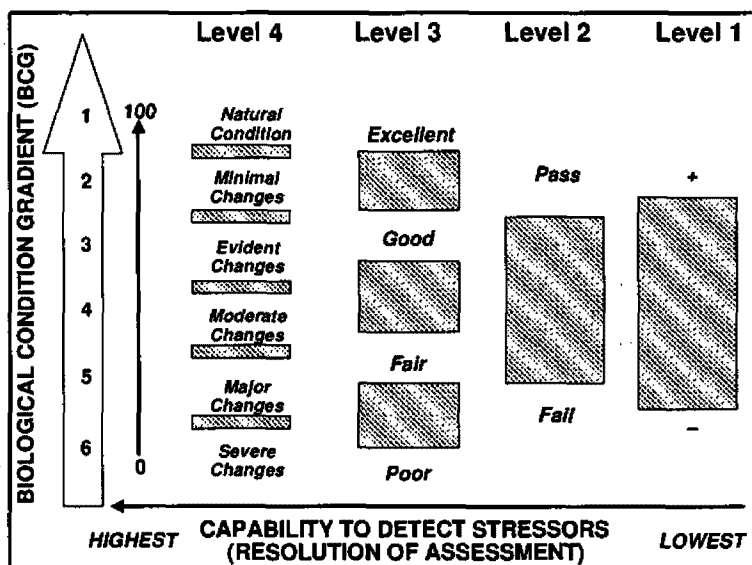 Level 4 Level 3 Level 2 Level 1
BIOLOGICAL CONDITION GRADIENT (BCG)
1
2
3
4
5
6
100
0
Natural
Condition
Minimal
Changes
Evident
Changes
Moderate
Changes
Major
Changes
Severe
Changes
Excellent
Good
Fair
Poor
Pass
Fail
+
–
HIGHEST
CAPABILITY TO DETECT STRESSORS
(RESOLUTION OF ASSESSMENT)
LOWEST